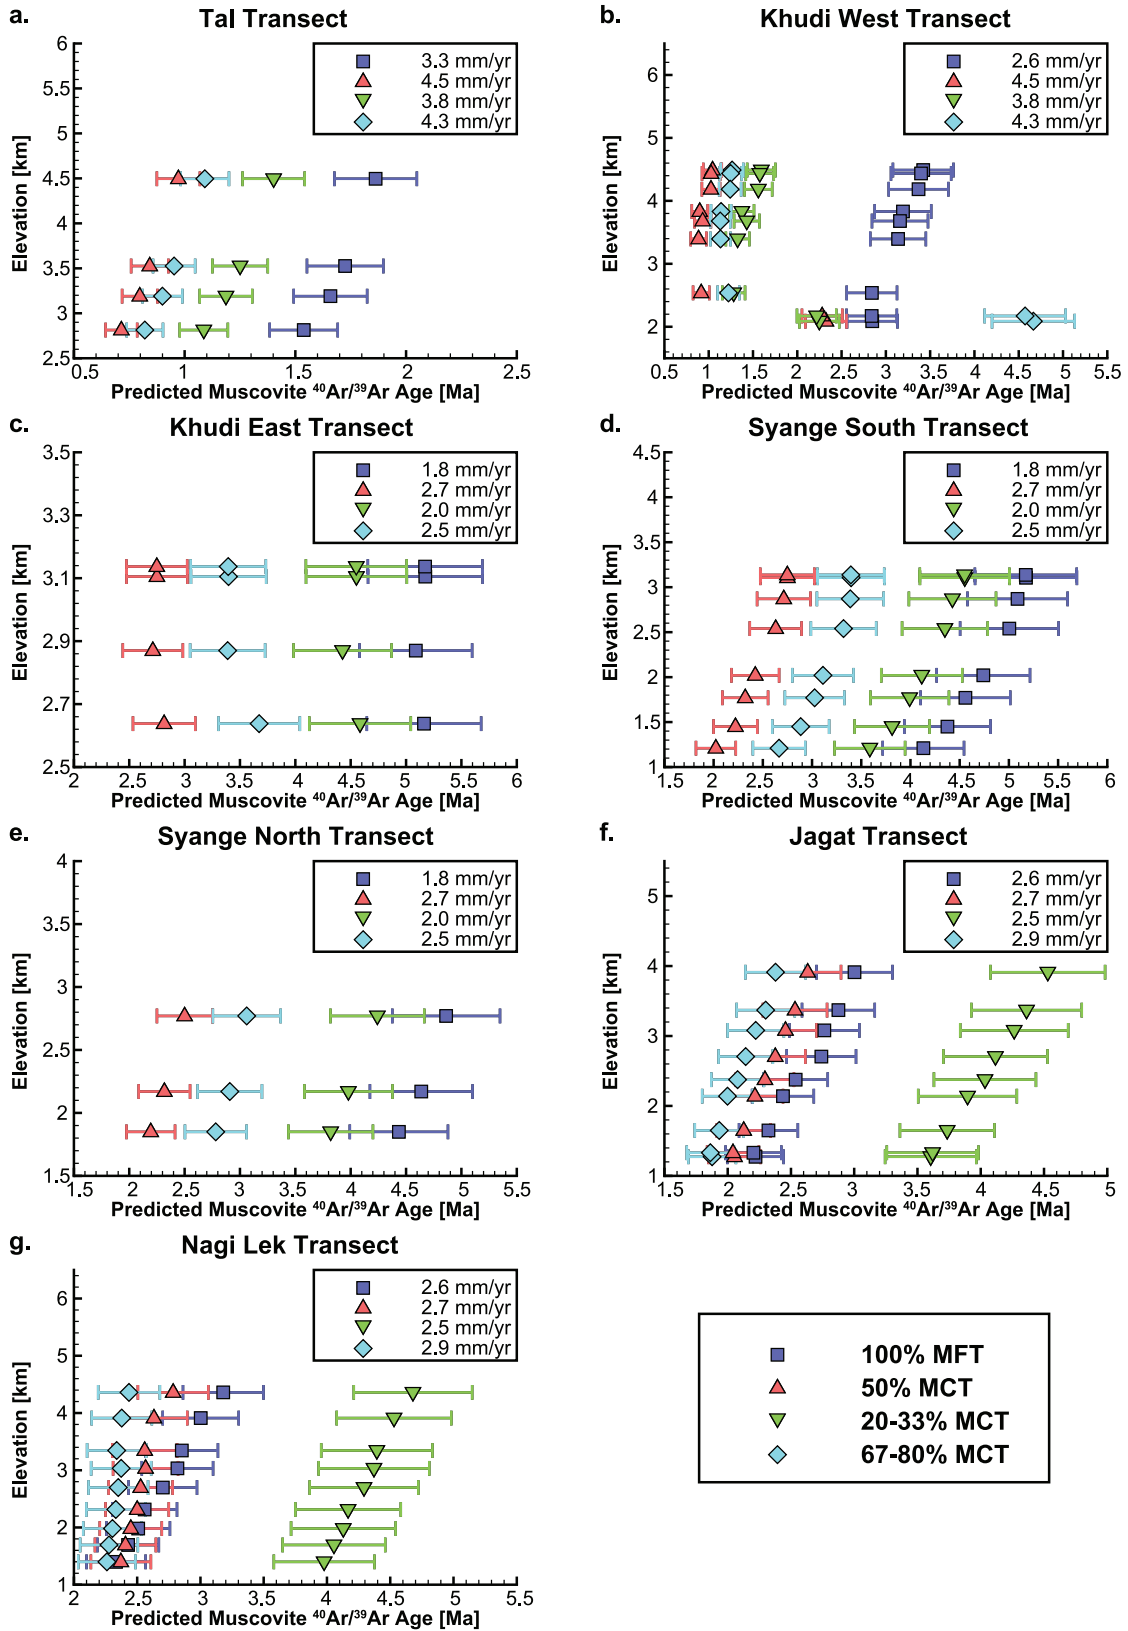 a. Tal Transect
3.3 mm/yr
4.5 mm/yr
3.8 mm/yr
4.3 mm/yr
6
5.5
5
4.5
4
3.5
3
2.5
Elevation [km]
0.5 1 1.5 2 2.5
Predicted Muscovite ⁴⁰Ar/³⁹Ar Age [Ma]
b. Khudi West Transect
2.6 mm/yr
4.5 mm/yr
3.8 mm/yr
4.3 mm/yr
6
5
4
3
2
Elevation [km]
0.5 1 1.5 2 2.5 3 3.5 4 4.5 5 5.5
Predicted Muscovite ⁴⁰Ar/³⁹Ar Age [Ma]
c. Khudi East Transect
1.8 mm/yr
2.7 mm/yr
2.0 mm/yr
2.5 mm/yr
3.5
3.3
3.1
2.9
2.7
2.5
Elevation [km]
2 2.5 3 3.5 4 4.5 5 5.5 6
Predicted Muscovite ⁴⁰Ar/³⁹Ar Age [Ma]
d. Syange South Transect
1.8 mm/yr
2.7 mm/yr
2.0 mm/yr
2.5 mm/yr
4.5
4
3.5
3
2.5
2
1.5
1
Elevation [km]
1.5 2 2.5 3 3.5 4 4.5 5 5.5 6
Predicted Muscovite ⁴⁰Ar/³⁹Ar Age [Ma]
e. Syange North Transect
1.8 mm/yr
2.7 mm/yr
2.0 mm/yr
2.5 mm/yr
4
3.5
3
2.5
2
1.5
Elevation [km]
1.5 2 2.5 3 3.5 4 4.5 5 5.5
Predicted Muscovite ⁴⁰Ar/³⁹Ar Age [Ma]
f. Jagat Transect
2.6 mm/yr
2.7 mm/yr
2.5 mm/yr
2.9 mm/yr
5
4
3
2
1
Elevation [km]
2 2.5 3 3.5 4 4.5 5
Predicted Muscovite ⁴⁰Ar/³⁹Ar Age [Ma]
g. Nagi Lek Transect
2.6 mm/yr
2.7 mm/yr
2.5 mm/yr
2.9 mm/yr
6
5
4
3
2
1
Elevation [km]
2 2.5 3 3.5 4 4.5 5 5.5
Predicted Muscovite ⁴⁰Ar/³⁹Ar Age [Ma]
100% MFT
50% MCT
20-33% MCT
67-80% MCT